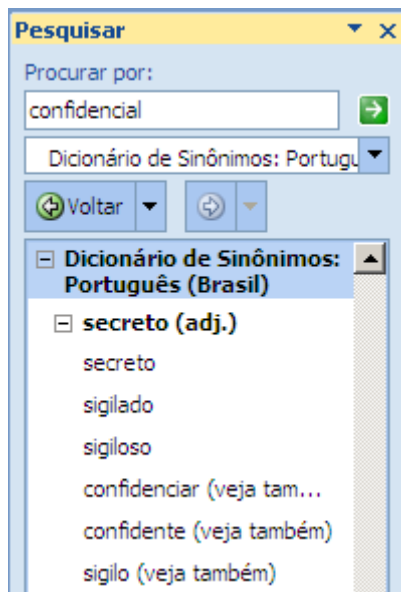 Pesquisar
Procurar por:
confidencial
Dicionário de Sinônimos: Portugu
Voltar
Dicionário de Sinônimos:
Português (Brasil)
secreto (adj.)
secreto
sigilado
sigiloso
confidenciar (veja tam...
confidente (veja também)
sigilo (veja também)